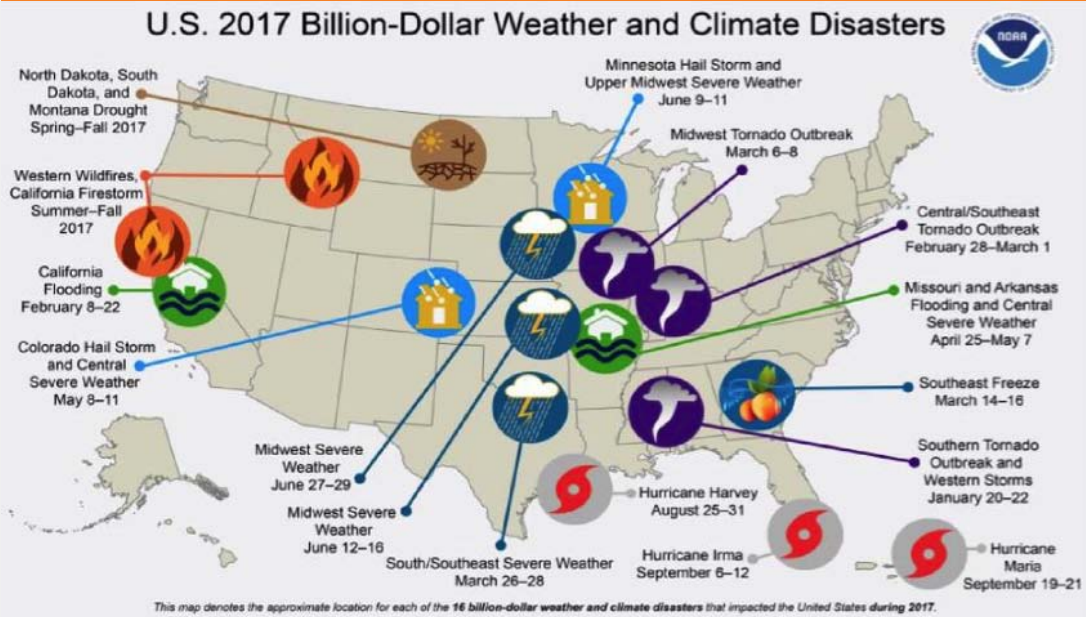 U.S. 2017 Billion-Dollar Weather and Climate Disasters
NOAA
North Dakota, South
Dakota, and
Montana Drought
Spring–Fall 2017
Minnesota Hail Storm and
Upper Midwest Severe Weather
June 9–11
Midwest Tornado Outbreak
March 6–8
Western Wildfires,
California Firestorm
Summer–Fall
2017
Central/Southeast
Tornado Outbreak
February 28–March 1
California
Flooding
February 8–22
Missouri and Arkansas
Flooding and Central
Severe Weather
April 25–May 7
Colorado Hail Storm
and Central
Severe Weather
May 8–11
Southeast Freeze
March 14–16
Midwest Severe
Weather
June 27–29
Southern Tornado
Outbreak and
Western Storms
January 20–22
Midwest Severe
Weather
June 12–16
Hurricane Harvey
August 25–31
South/Southeast Severe Weather
March 26–28
Hurricane Irma
September 6–12
Hurricane
Maria
September 19–21
This map denotes the approximate location for each of the 16 billion-dollar weather and climate disasters that impacted the United States during 2017.